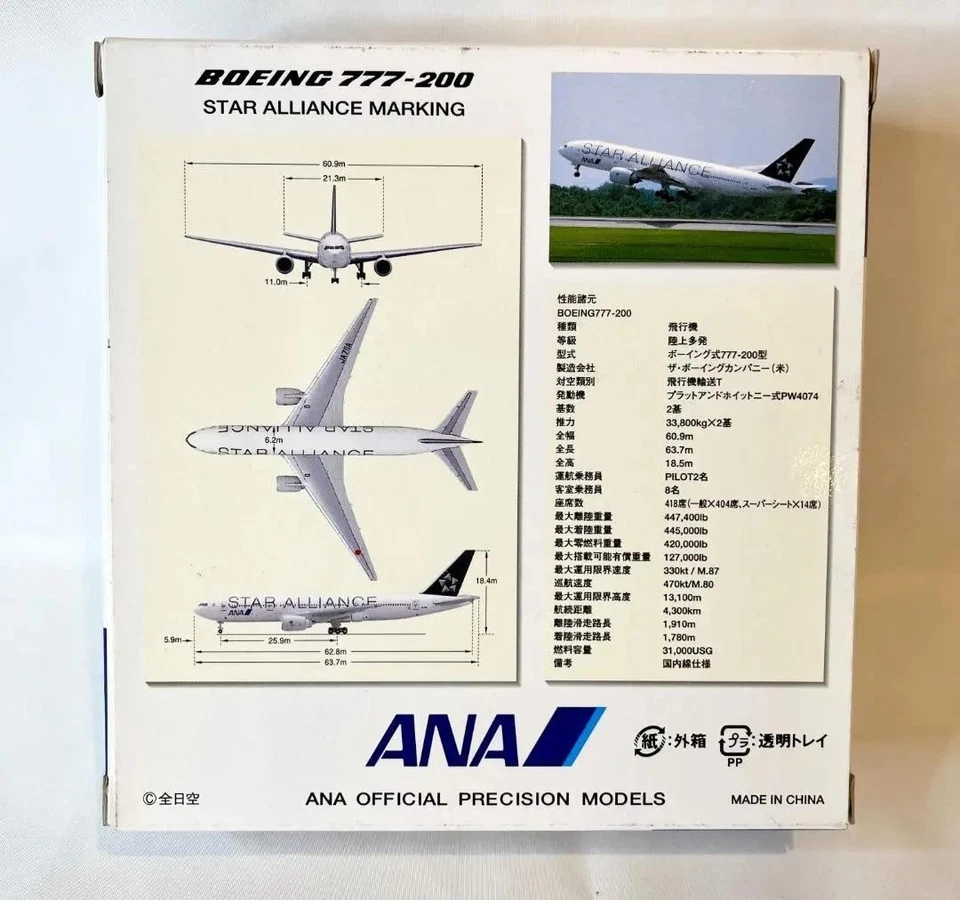 BOEING 777-200
STAR ALLIANCE MARKING
60.9m
21.3m
11.0m
JA711A
STAR ALLIANCE
6.2m
STAR ALLIANCE
18.4m
STAR ALLIANCE
ANA
5.9m
25.9m
62.8m
63.7m
STAR ALLIANCE
ANA
性能諸元
BOEING777-200
種類 飛行機
等級 陸上多発
型式 ボーイング式777-200型
製造会社 ザ・ボーイングカンパニー(米)
対空類別 飛行機輸送T
発動機 プラットアンドホイットニー式PW4074
基数 2基
推力 33,800kg×2基
全幅 60.9m
全長 63.7m
全高 18.5m
運航乗務員 PILOT2名
客室乗務員 8名
座席数 418席(一般×404席、スーパーシート×14席)
最大離陸重量 447,400lb
最大着陸重量 445,000lb
最大零燃料重量 420,000lb
最大搭載可能有償重量 127,000lb
最大運用限界速度 330kt / M.87
巡航速度 470kt/M.80
最大運用限界高度 13,100m
航続距離 4,300km
離陸滑走路長 1,910m
着陸滑走路長 1,780m
燃料容量 31,000USG
備考 国内線仕様
ANA
紙:外箱 プラ:透明トレイ
PP
©全日空
ANA OFFICIAL PRECISION MODELS
MADE IN CHINA